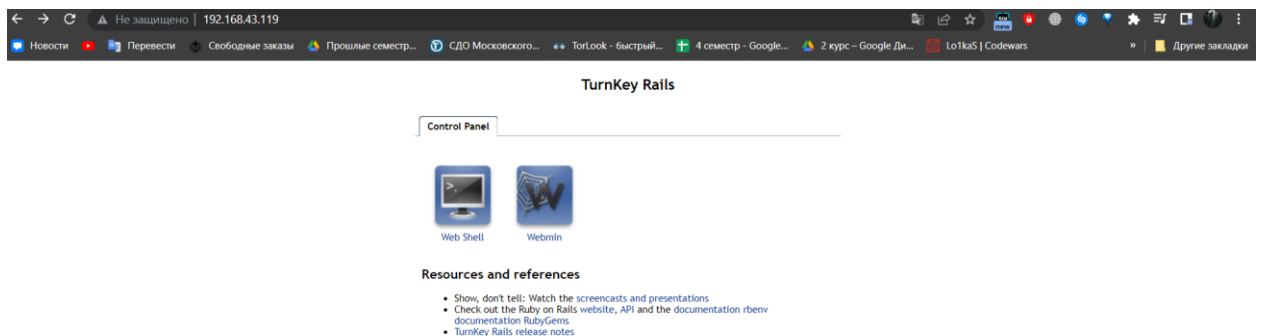 Не защищено | 192.168.43.119
new
Новости Перевести Свободные заказы Прошлые семестр... СДО Московского... TorLook - быстрый... 4 семестр - Google... 2 курс – Google Ди... Lo1kaS | Codewars » Другие закладки
TurnKey Rails
Control Panel
Web Shell Webmin
Resources and references
Show, don't tell: Watch the screencasts and presentations
Check out the Ruby on Rails website, API and the documentation rbenv
documentation RubyGems
TurnKey Rails release notes